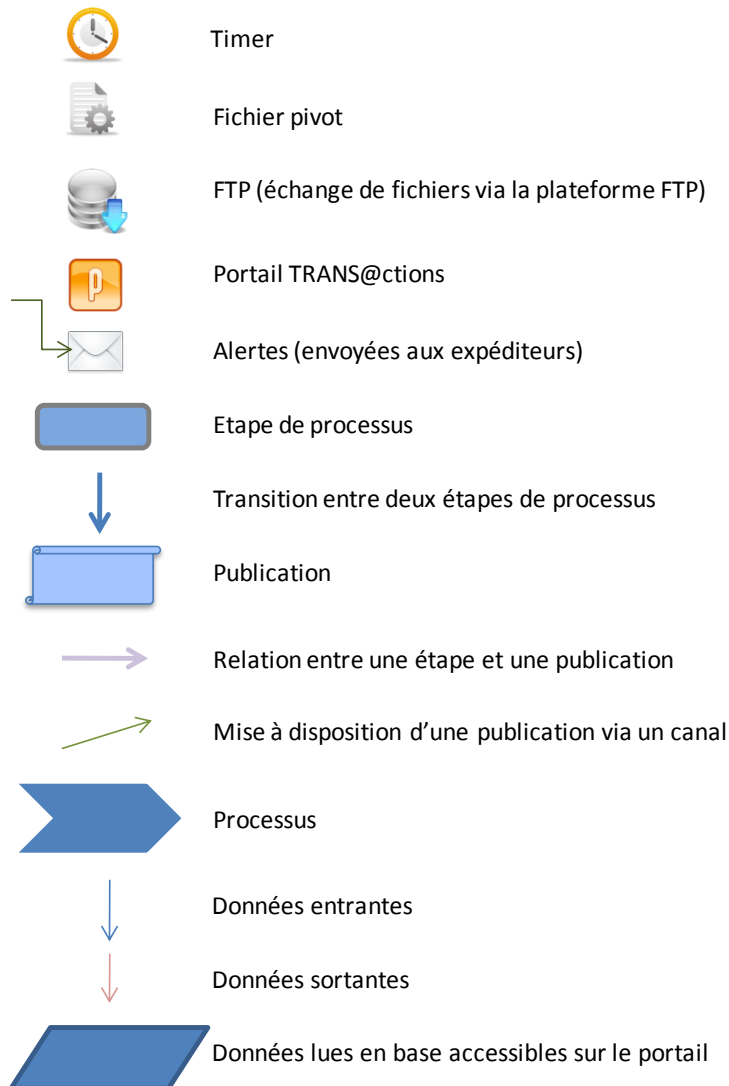 Timer
Fichier pivot
FTP (échange de fichiers via la plateforme FTP)
p
Portail TRANS@ctions
Alertes (envoyées aux expéditeurs)
Etape de processus
Transition entre deux étapes de processus
Publication
Relation entre une étape et une publication
Mise à disposition d’une publication via un canal
Processus
Données entrantes
Données sortantes
Données lues en base accessibles sur le portail